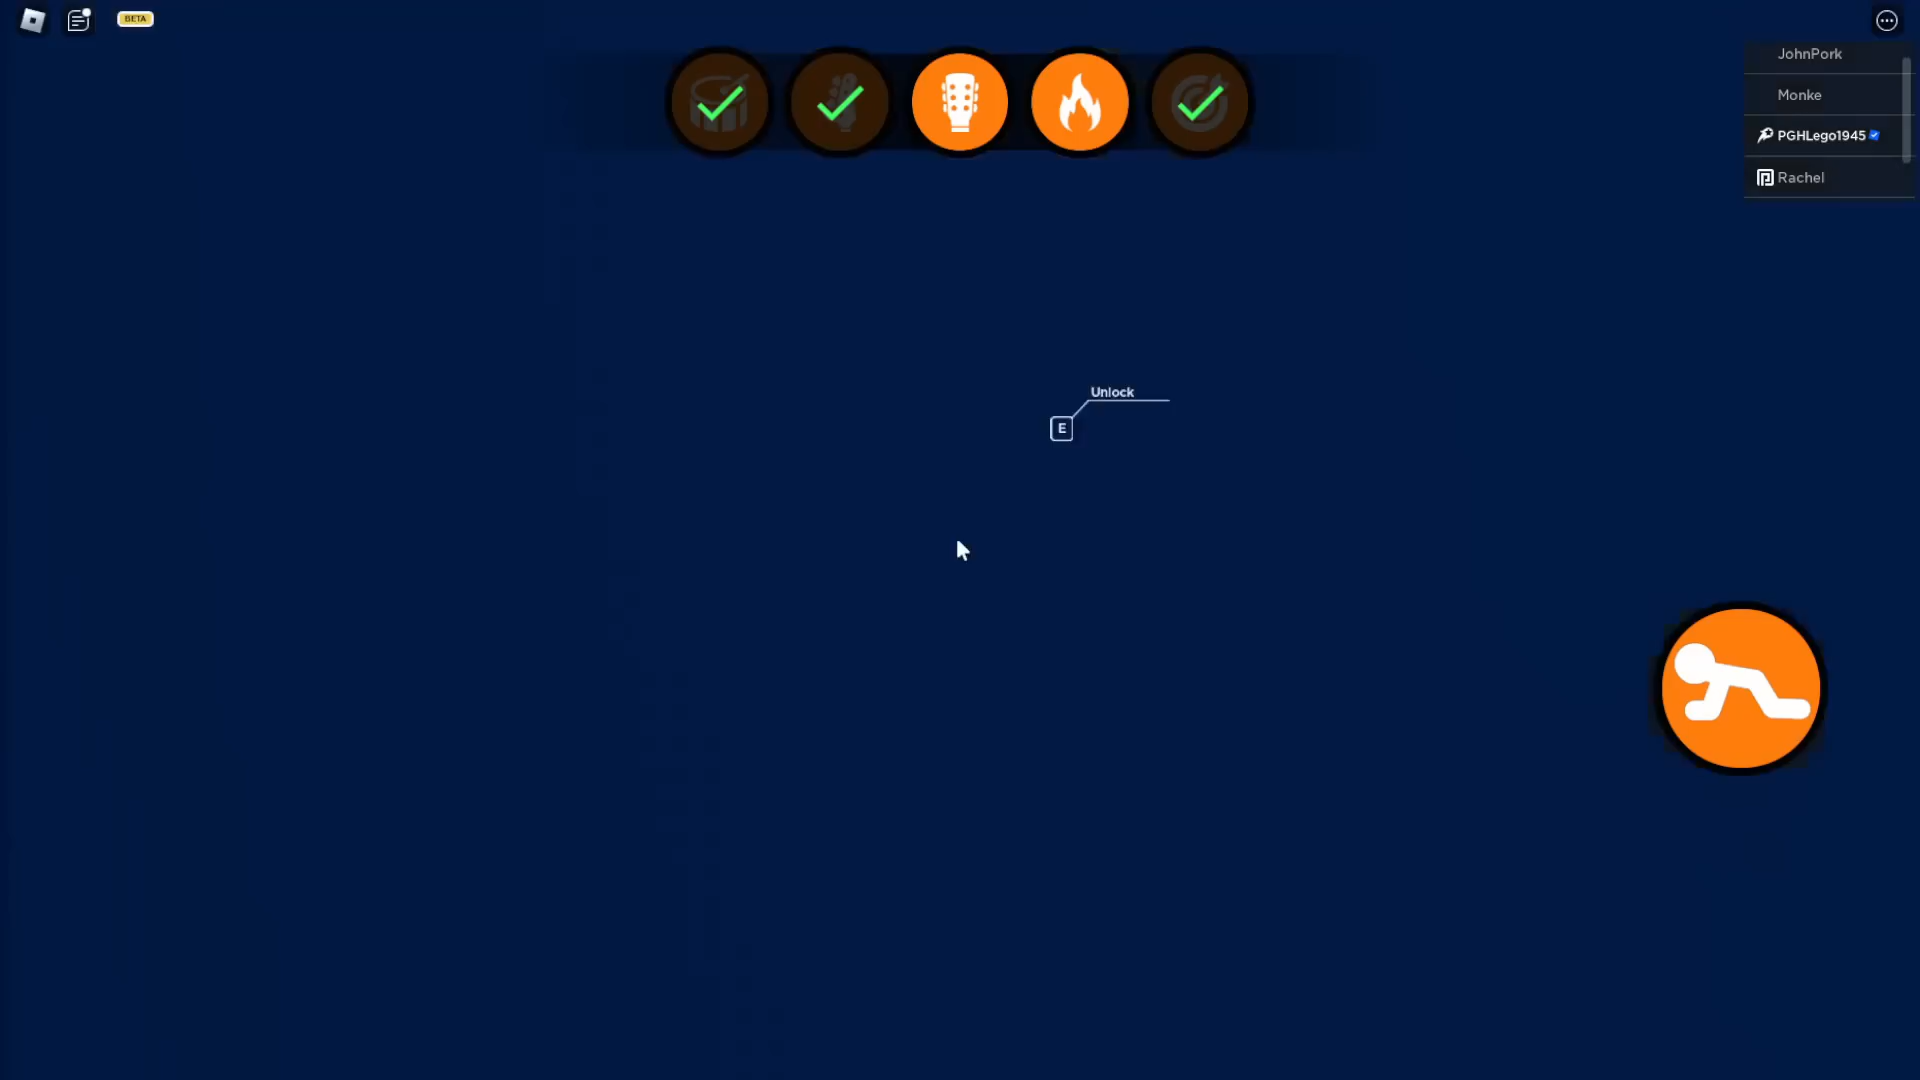 BETA
JohnPork
Monke
PGHLego1945
Rachel
Unlock
E